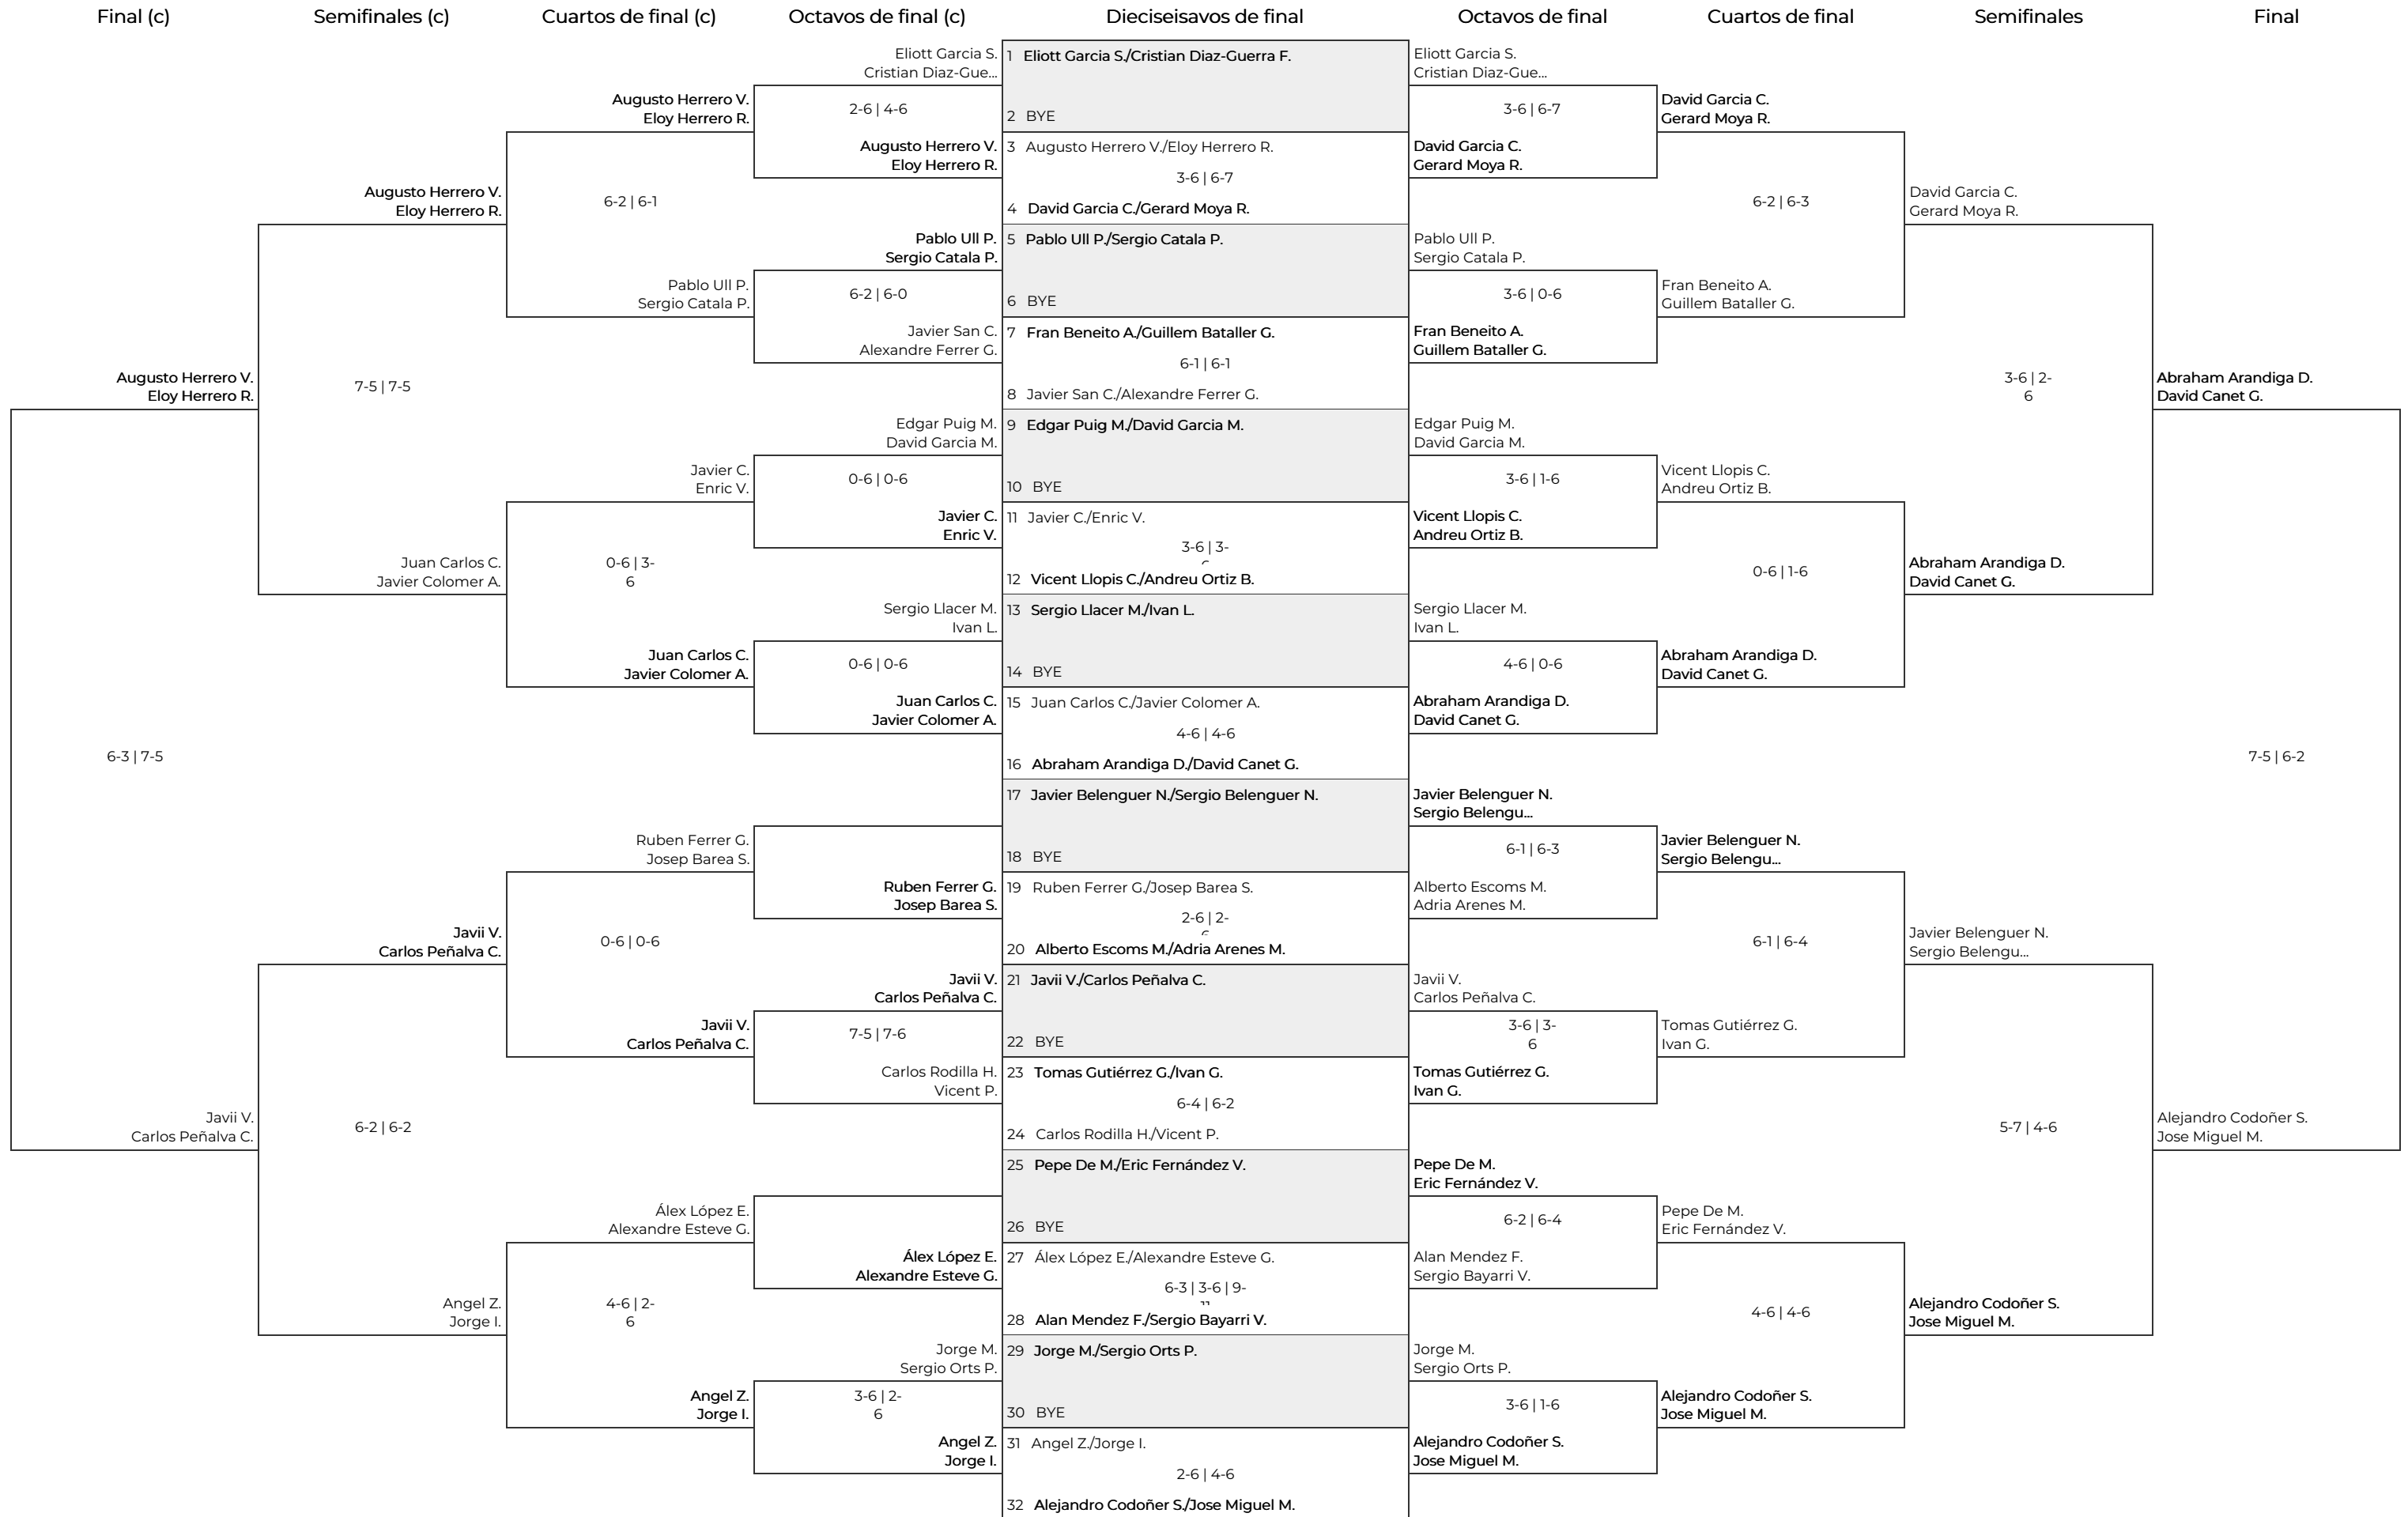 Final (c)
Semifinales (c)
Cuartos de final (c)
Octavos de final (c)
Dieciseisavos de final
Octavos de final
Cuartos de final
Semifinales
Final
Augusto Herrero V.
Eloy Herrero R.
6-3 | 7-5
Javii V.
Carlos Peñalva C.
Augusto Herrero V.
Eloy Herrero R.
7-5 | 7-5
Juan Carlos C.
Javier Colomer A.
Javii V.
Carlos Peñalva C.
6-2 | 6-2
Angel Z.
Jorge I.
Augusto Herrero V.
Eloy Herrero R.
6-2 | 6-1
Pablo Ull P.
Sergio Catala P.
Javier C.
Enric V.
0-6 | 3-
6
Juan Carlos C.
Javier Colomer A.
Ruben Ferrer G.
Josep Barea S.
0-6 | 0-6
Javii V.
Carlos Peñalva C.
Álex López E.
Alexandre Esteve G.
4-6 | 2-
6
Angel Z.
Jorge I.
Eliott Garcia S.
Cristian Diaz-Gue...
2-6 | 4-6
Augusto Herrero V.
Eloy Herrero R.
Pablo Ull P.
Sergio Catala P.
6-2 | 6-0
Javier San C.
Alexandre Ferrer G.
Edgar Puig M.
David Garcia M.
0-6 | 0-6
Javier C.
Enric V.
Sergio Llacer M.
Ivan L.
0-6 | 0-6
Juan Carlos C.
Javier Colomer A.
Ruben Ferrer G.
Josep Barea S.
Javii V.
Carlos Peñalva C.
7-5 | 7-6
Carlos Rodilla H.
Vicent P.
Álex López E.
Alexandre Esteve G.
Jorge M.
Sergio Orts P.
3-6 | 2-
6
Angel Z.
Jorge I.
1 Eliott Garcia S./Cristian Diaz-Guerra F.
2 BYE
3 Augusto Herrero V./Eloy Herrero R.
3-6 | 6-7
4 David Garcia C./Gerard Moya R.
5 Pablo Ull P./Sergio Catala P.
6 BYE
7 Fran Beneito A./Guillem Bataller G.
6-1 | 6-1
8 Javier San C./Alexandre Ferrer G.
9 Edgar Puig M./David Garcia M.
10 BYE
11 Javier C./Enric V.
3-6 | 3-
12 Vicent Llopis C./Andreu Ortiz B.
13 Sergio Llacer M./Ivan L.
14 BYE
15 Juan Carlos C./Javier Colomer A.
4-6 | 4-6
16 Abraham Arandiga D./David Canet G.
17 Javier Belenguer N./Sergio Belenguer N.
18 BYE
19 Ruben Ferrer G./Josep Barea S.
2-6 | 2-
20 Alberto Escoms M./Adria Arenes M.
21 Javii V./Carlos Peñalva C.
22 BYE
23 Tomas Gutiérrez G./Ivan G.
6-4 | 6-2
24 Carlos Rodilla H./Vicent P.
25 Pepe De M./Eric Fernández V.
26 BYE
27 Álex López E./Alexandre Esteve G.
6-3 | 3-6 | 9-
28 Alan Mendez F./Sergio Bayarri V.
29 Jorge M./Sergio Orts P.
30 BYE
31 Angel Z./Jorge I.
2-6 | 4-6
32 Alejandro Codoñer S./Jose Miguel M.
Eliott Garcia S.
Cristian Diaz-Gue...
3-6 | 6-7
David Garcia C.
Gerard Moya R.
Pablo Ull P.
Sergio Catala P.
3-6 | 0-6
Fran Beneito A.
Guillem Bataller G.
Edgar Puig M.
David Garcia M.
3-6 | 1-6
Vicent Llopis C.
Andreu Ortiz B.
Sergio Llacer M.
Ivan L.
4-6 | 0-6
Abraham Arandiga D.
David Canet G.
Javier Belenguer N.
Sergio Belengu...
6-1 | 6-3
Alberto Escoms M.
Adria Arenes M.
Javii V.
Carlos Peñalva C.
3-6 | 3-
6
Tomas Gutiérrez G.
Ivan G.
Pepe De M.
Eric Fernández V.
6-2 | 6-4
Alan Mendez F.
Sergio Bayarri V.
Jorge M.
Sergio Orts P.
3-6 | 1-6
Alejandro Codoñer S.
Jose Miguel M.
David Garcia C.
Gerard Moya R.
6-2 | 6-3
Fran Beneito A.
Guillem Bataller G.
Vicent Llopis C.
Andreu Ortiz B.
0-6 | 1-6
Abraham Arandiga D.
David Canet G.
Javier Belenguer N.
Sergio Belengu...
6-1 | 6-4
Tomas Gutiérrez G.
Ivan G.
Pepe De M.
Eric Fernández V.
4-6 | 4-6
Alejandro Codoñer S.
Jose Miguel M.
David Garcia C.
Gerard Moya R.
3-6 | 2-
6
Abraham Arandiga D.
David Canet G.
Javier Belenguer N.
Sergio Belengu...
5-7 | 4-6
Alejandro Codoñer S.
Jose Miguel M.
Abraham Arandiga D.
David Canet G.
7-5 | 6-2
Alejandro Codoñer S.
Jose Miguel M.